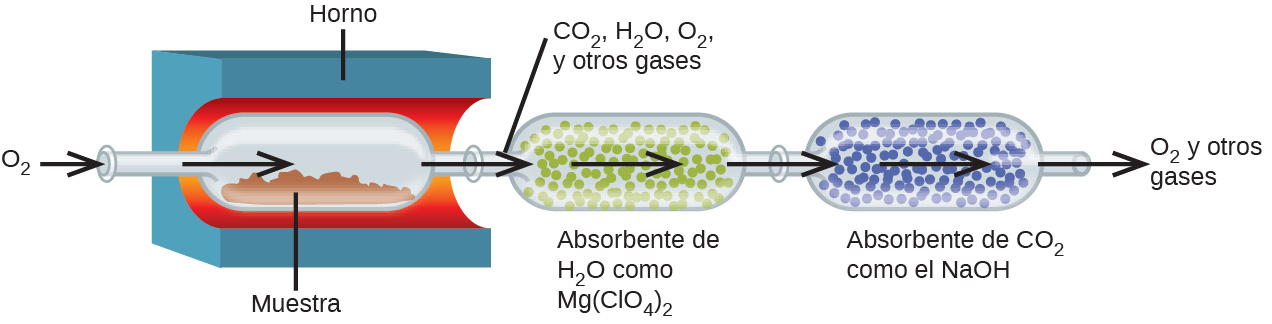 Horno
CO₂, H₂O, O₂,
y otros gases
O₂
O₂ y otros
gases
Absorbente de
H₂O como
Mg(ClO₄)₂
Absorbente de CO₂
como el NaOH
Muestra